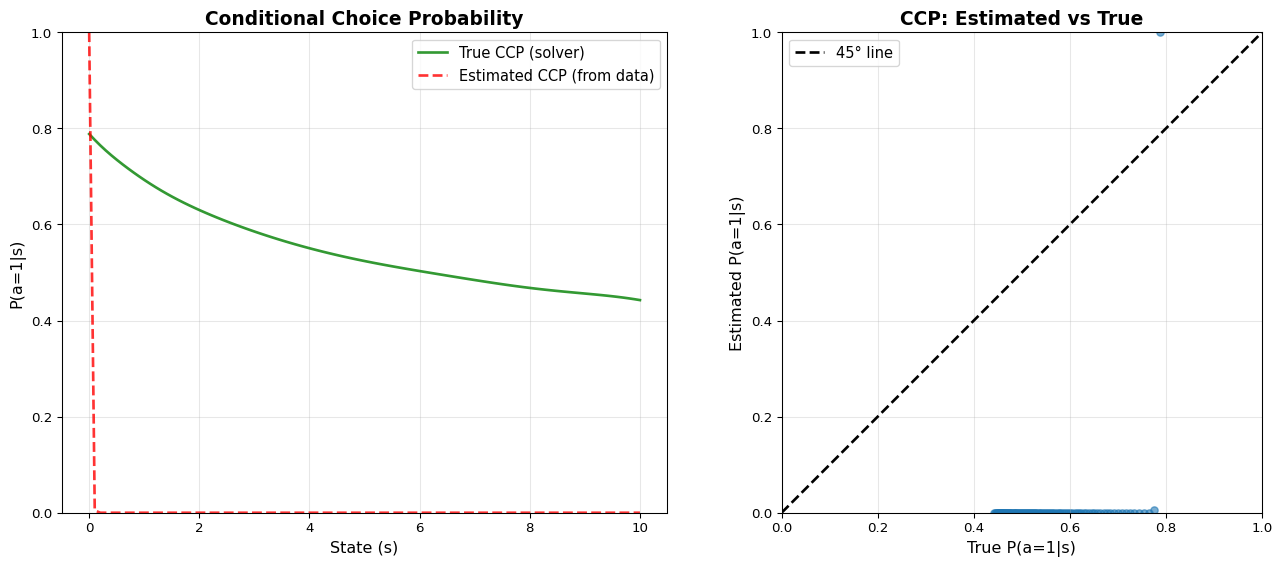 Conditional Choice Probability
True CCP (solver)
Estimated CCP (from data)
P(a=1|s)
1.0
0.8
0.6
0.4
0.2
0.0
0 2 4 6 8 10
State (s)
CCP: Estimated vs True
45° line
Estimated P(a=1|s)
1.0
0.8
0.6
0.4
0.2
0.0
0.0 0.2 0.4 0.6 0.8 1.0
True P(a=1|s)